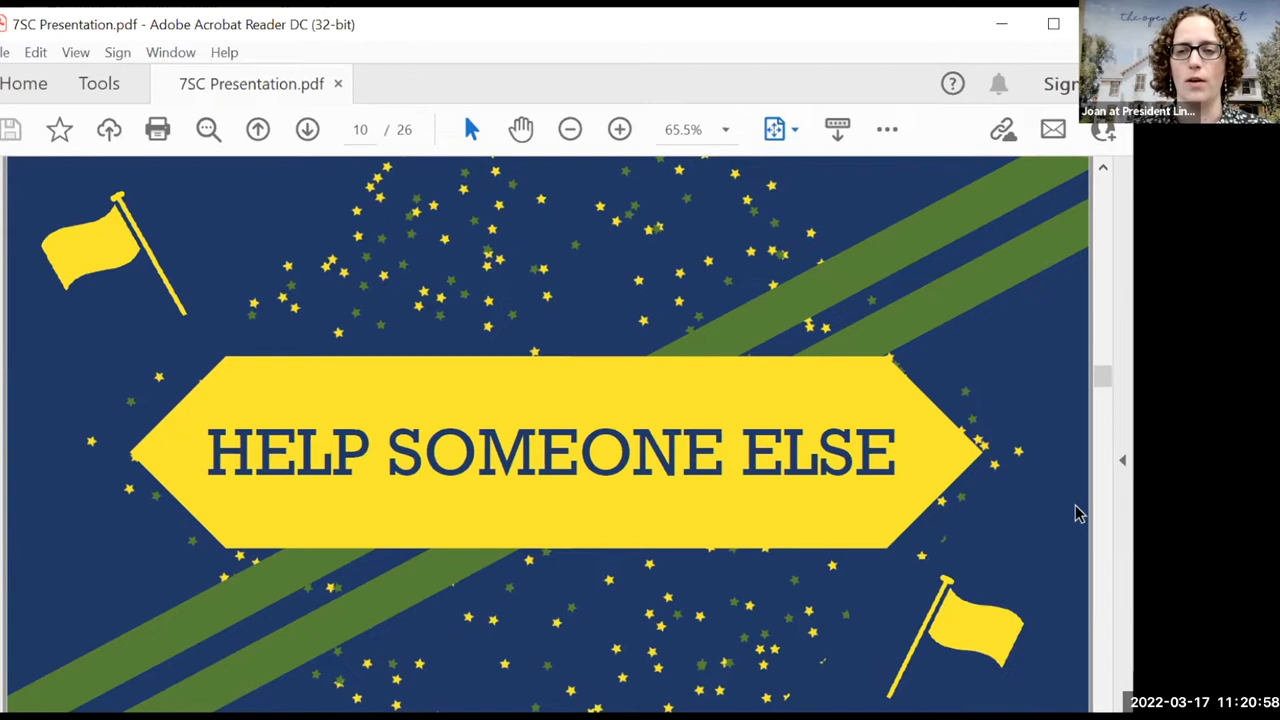 7SC Presentation.pdf - Adobe Acrobat Reader DC (32-bit)
le Edit View Sign Window Help
Home Tools 7SC Presentation.pdf × ? Sign
10 / 26 65.5%
the open
Joan at President Lin...
HELP SOMEONE ELSE
2022-03-17 11:20:58